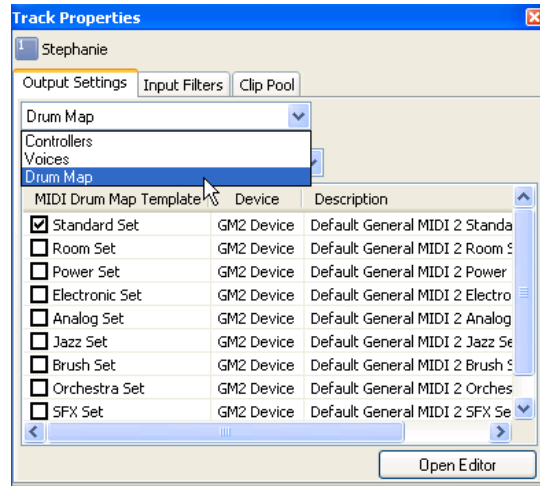 Track Properties
1 Stephanie
Output Settings Input Filters Clip Pool
Drum Map
Controllers
Voices
Drum Map
MIDI Drum Map Template Device Description
Standard Set GM2 Device Default General MIDI 2 Standa
Room Set GM2 Device Default General MIDI 2 Room S
Power Set GM2 Device Default General MIDI 2 Power
Electronic Set GM2 Device Default General MIDI 2 Electro
Analog Set GM2 Device Default General MIDI 2 Analog
Jazz Set GM2 Device Default General MIDI 2 Jazz Se
Brush Set GM2 Device Default General MIDI 2 Brush S
Orchestra Set GM2 Device Default General MIDI 2 Orches
SFX Set GM2 Device Default General MIDI 2 SFX Se
Open Editor